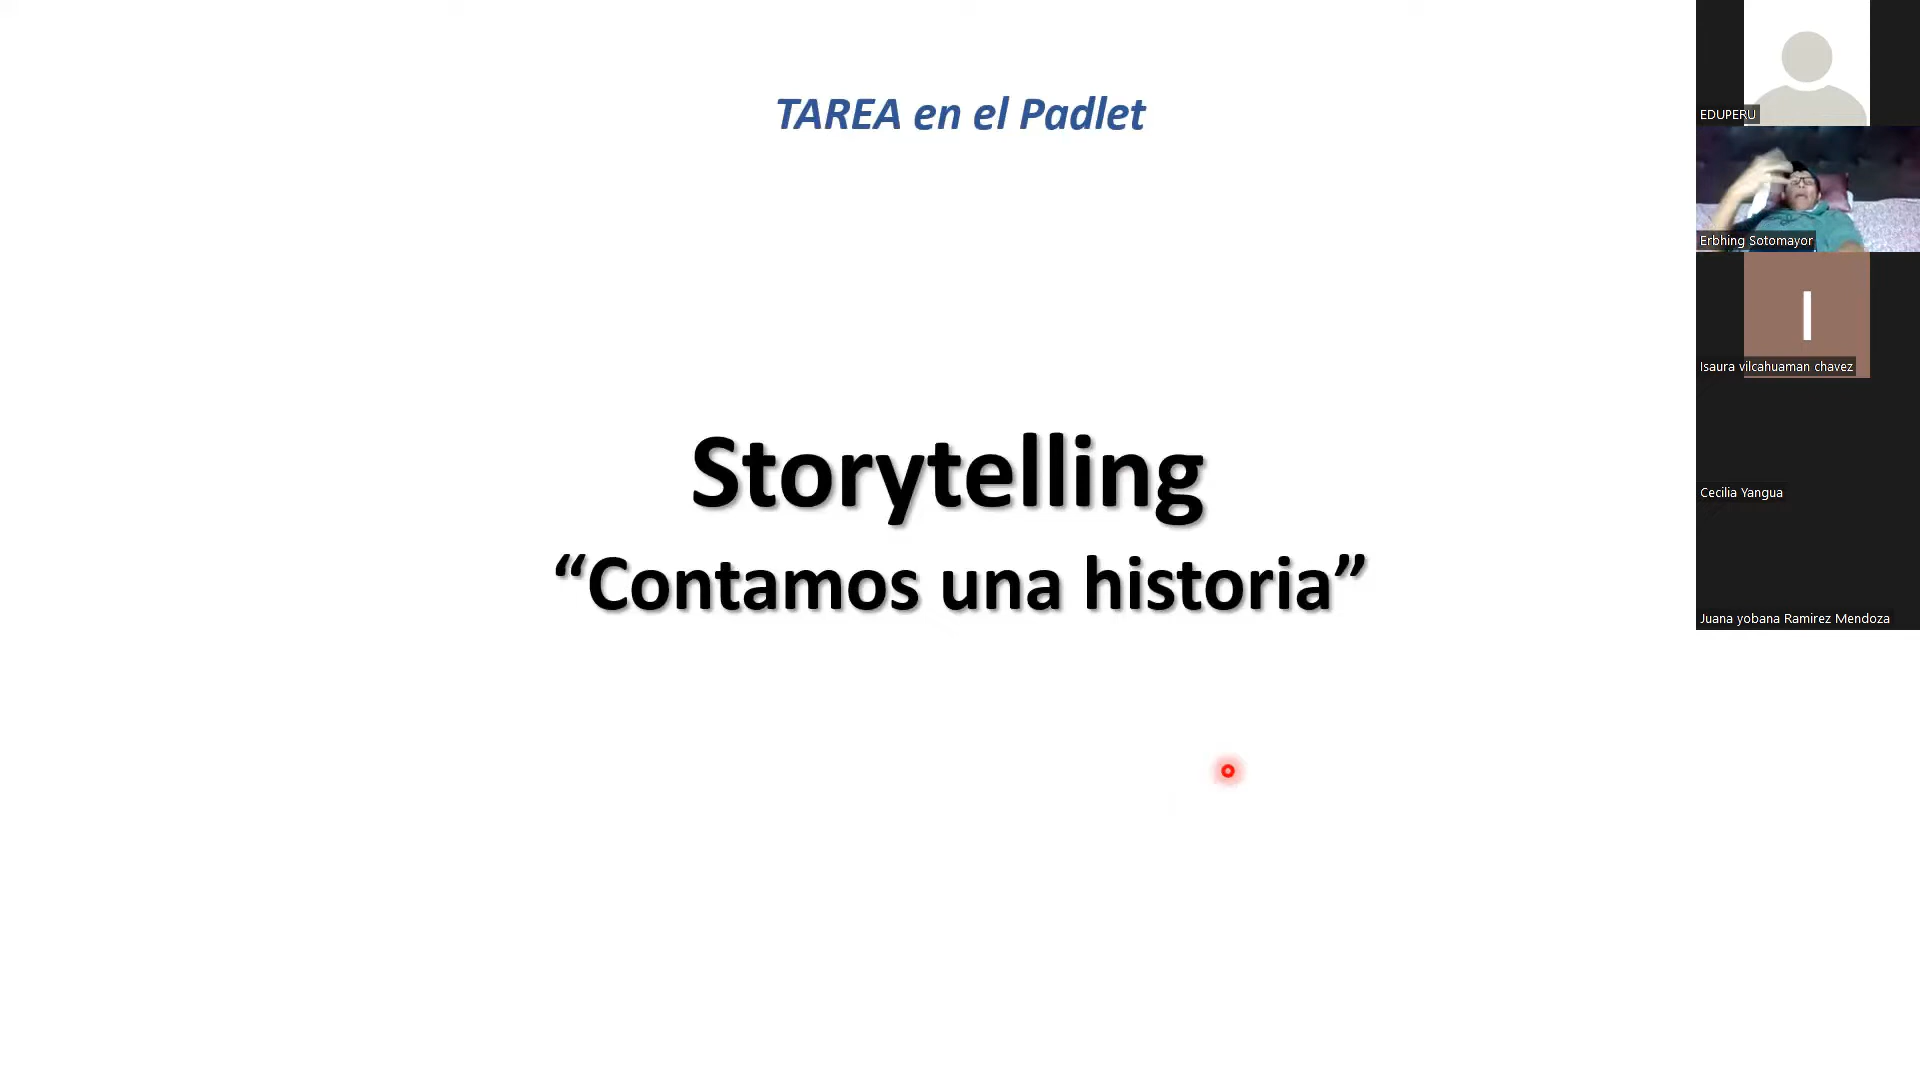 TAREA en el Padlet
Storytelling
“Contamos una historia”
EDUPERU
Erbhing Sotomayor
I
Isaura vilcahuaman chavez
Cecilia Yangua
Juana yobana Ramirez Mendoza